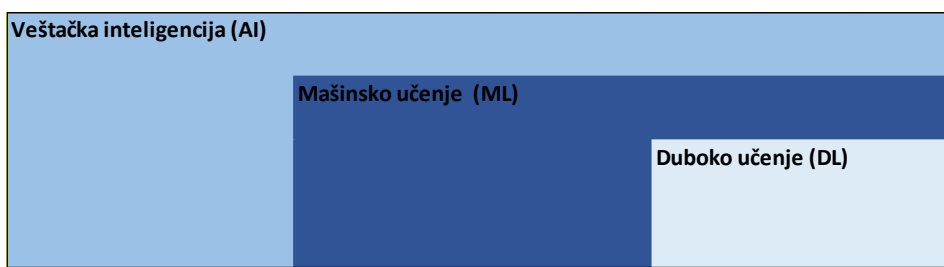 Veštačka inteligencija (AI)
Mašinsko učenje (ML)
Duboko učenje (DL)